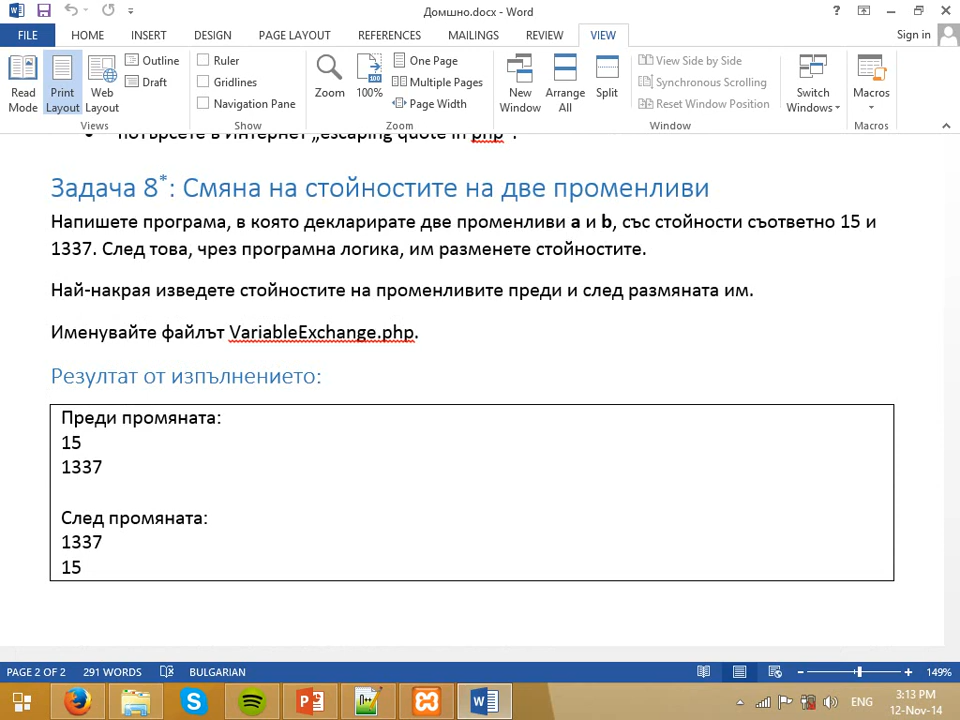 Домшно.docx - Word
?
FILE HOME INSERT DESIGN PAGE LAYOUT REFERENCES MAILINGS REVIEW VIEW Sign in
Read Mode
Print Layout
Web Layout
Outline
Draft
Views
Ruler
Gridlines
Navigation Pane
Show
Zoom
100%
One Page
Multiple Pages
Page Width
Zoom
New Window
Arrange All
Split
View Side by Side
Synchronous Scrolling
Reset Window Position
Window
Switch Windows
Macros
Macros
• потърсете в Интернет „escaping quote in php“.
Задача 8*: Смяна на стойностите на две променливи
Напишете програма, в която декларирате две променливи a и b, със стойности съответно 15 и
1337. След това, чрез програмна логика, им разменете стойностите.
Най-накрая изведете стойностите на променливите преди и след размяната им.
Именувайте файлът VariableExchange.php.
Резултат от изпълнението:
Преди промяната:
15
1337
След промяната:
1337
15
PAGE 2 OF 2 291 WORDS BULGARIAN 149%
ENG
3:13 PM
12-Nov-14